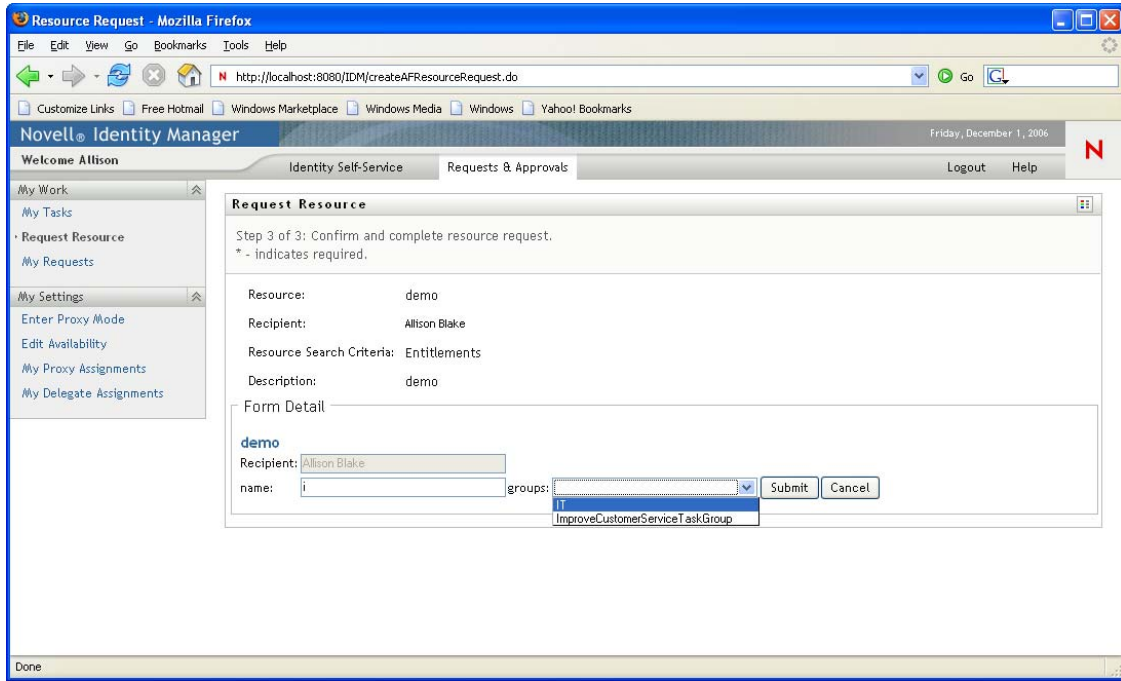 Resource Request - Mozilla Firefox
File Edit View Go Bookmarks Tools Help
N http://localhost:8080/IDM/createAFResourceRequest.do Go G
Customize Links Free Hotmail Windows Marketplace Windows Media Windows Yahoo! Bookmarks
Novell® Identity Manager Friday, December 1, 2006
N
Welcome Allison Identity Self-Service Requests & Approvals Logout Help
My Work
My Tasks
Request Resource
My Requests
My Settings
Enter Proxy Mode
Edit Availability
My Proxy Assignments
My Delegate Assignments
Request Resource
Step 3 of 3: Confirm and complete resource request.
* - indicates required.
Resource: demo
Recipient: Allison Blake
Resource Search Criteria: Entitlements
Description: demo
Form Detail
demo
Recipient: Allison Blake
name: i groups: Submit Cancel
IT
ImproveCustomerServiceTaskGroup
Done